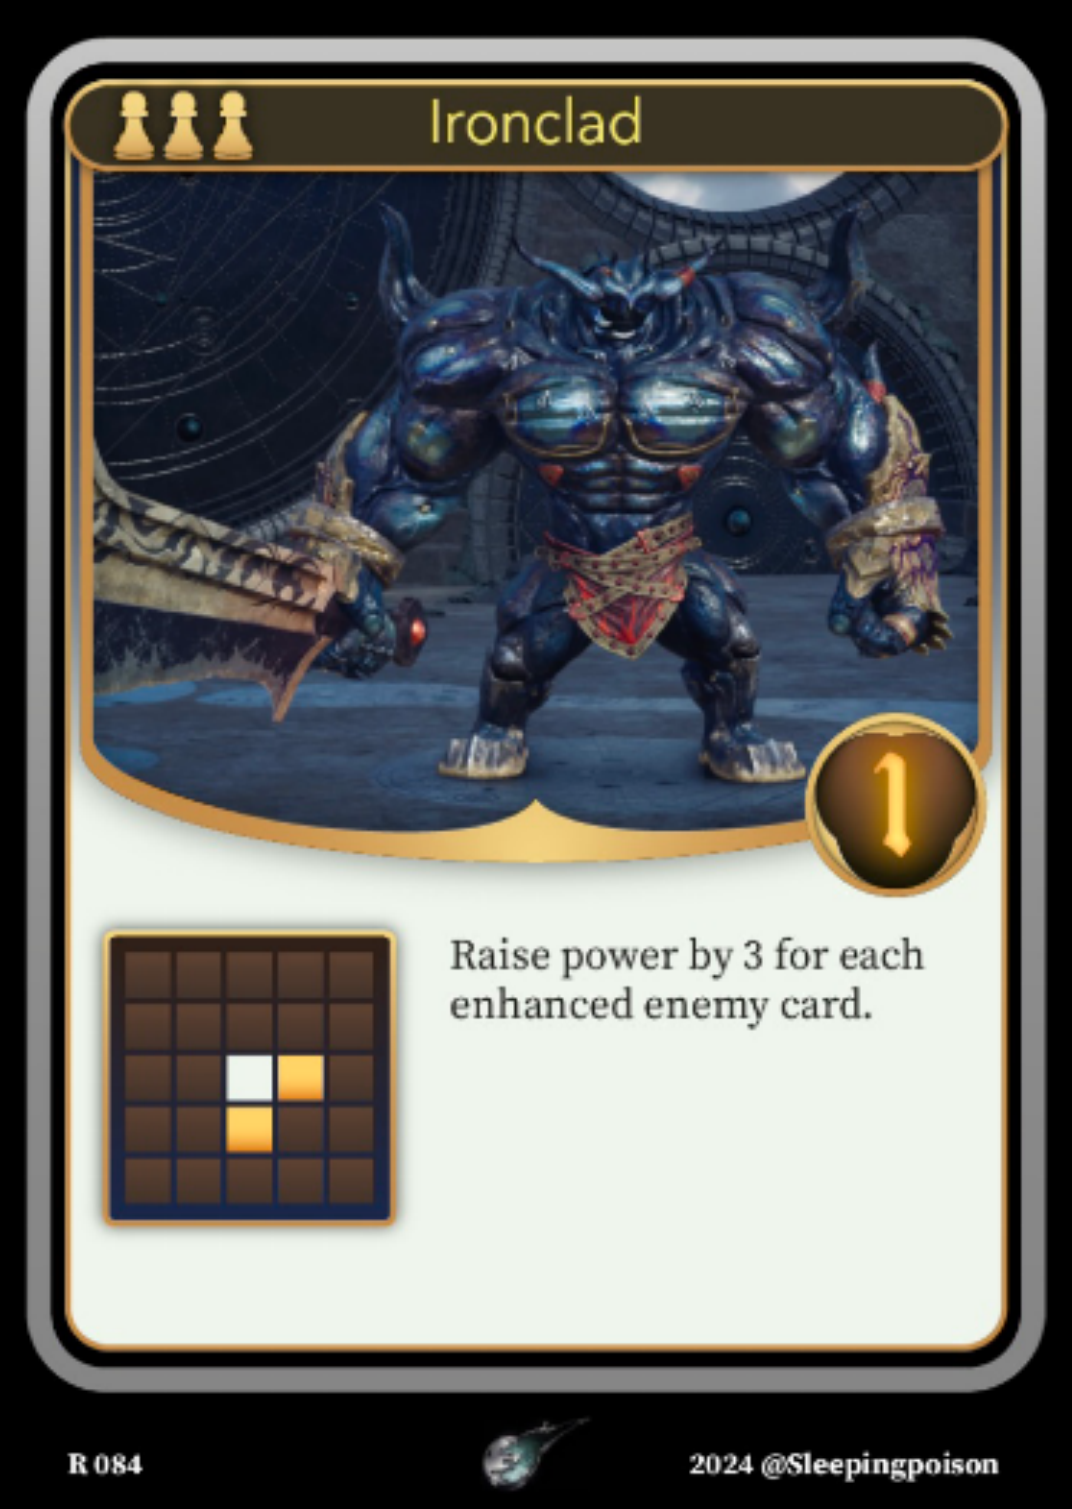 Ironclad
1
Raise power by 3 for each
enhanced enemy card.
R 084
2024 @Sleepingpoison